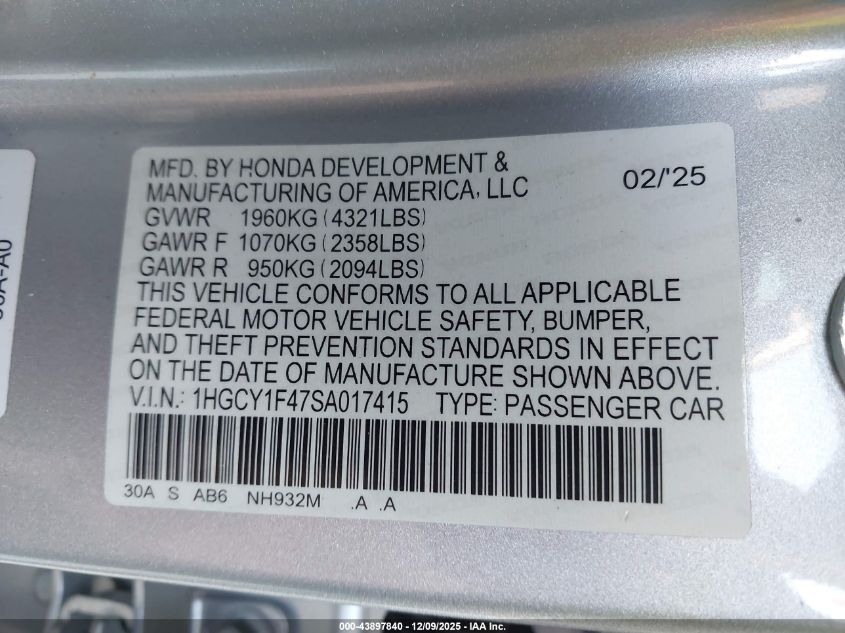 MFD. BY HONDA DEVELOPMENT &
MANUFACTURING OF AMERICA, LLC 02/'25
GVWR 1960KG (4321LBS)
GAWR F 1070KG (2358LBS)
GAWR R 950KG (2094LBS)
THIS VEHICLE CONFORMS TO ALL APPLICABLE
FEDERAL MOTOR VEHICLE SAFETY, BUMPER,
AND THEFT PREVENTION STANDARDS IN EFFECT
ON THE DATE OF MANUFACTURE SHOWN ABOVE.
V.I.N.: 1HGCY1F47SA017415 TYPE: PASSENGER CAR
30A S AB6 NH932M .A .A
000-43897840 - 12/09/2025 - IAA Inc.